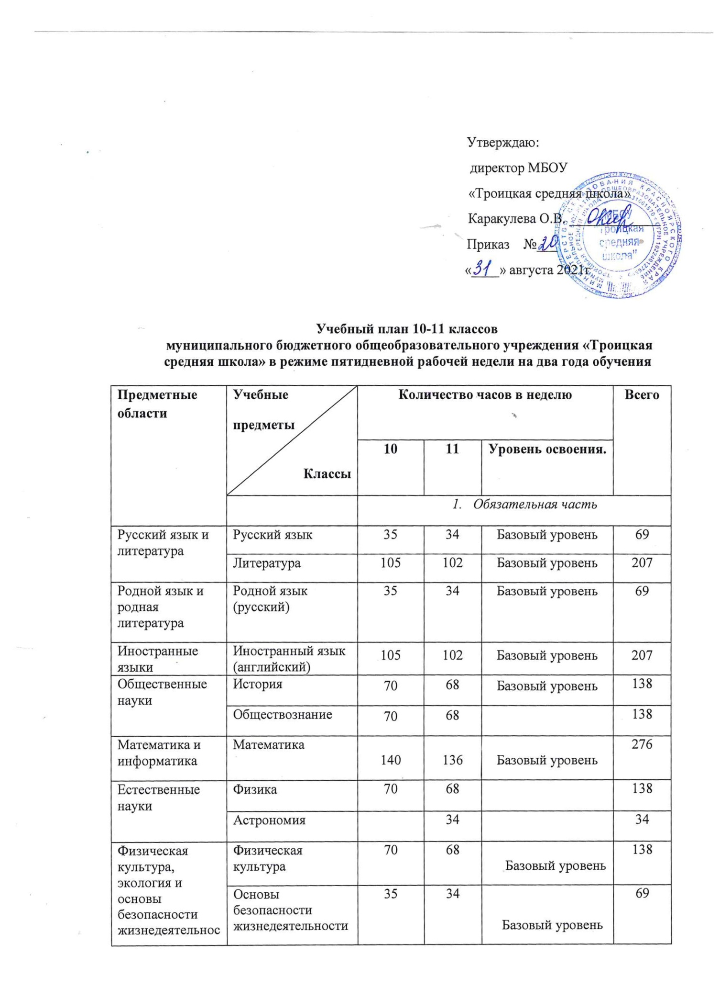 Утверждаю:
директор МБОУ
«Троицкая средняя школа»
Каракулева О.В.
Приказ №20
«31» августа 2021г
МБОУ
"Троицкая
средняя
школа"
Учебный план 10-11 классов
муниципального бюджетного общеобразовательного учреждения «Троицкая
средняя школа» в режиме пятидневной рабочей недели на два года обучения
Предметные
области
Учебные
предметы
Классы
Количество часов в неделю
Всего
10 11 Уровень освоения.
1. Обязательная часть
Русский язык и
литература
Русский язык 35 34 Базовый уровень 69
Литература 105 102 Базовый уровень 207
Родной язык и
родная
литература
Родной язык
(русский)
35 34 Базовый уровень 69
Иностранные
языки
Иностранный язык
(английский)
105 102 Базовый уровень 207
Общественные
науки
История 70 68 Базовый уровень 138
Обществознание 70 68 138
Математика и
информатика
Математика 140 136 Базовый уровень 276
Естественные
науки
Физика 70 68 138
Астрономия 34 34
Физическая
культура,
экология и
основы
безопасности
жизнедеятельнос
Физическая
культура
70 68 Базовый уровень 138
Основы
безопасности
жизнедеятельности
35 34 Базовый уровень 69